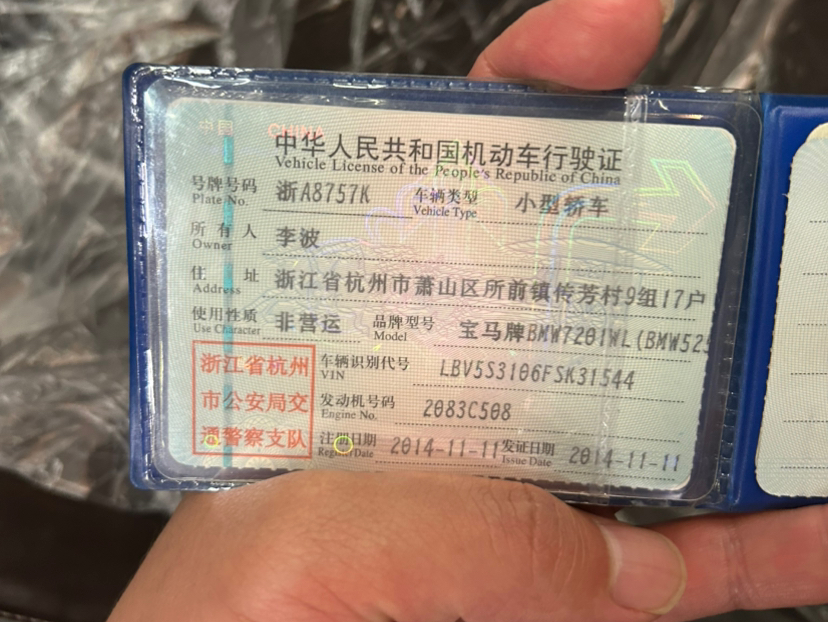 中国 CHINA
中华人民共和国机动车行驶证
Vehicle License of the People's Republic of China
号牌号码 浙A8757K 车辆类型 小型轿车
Plate No. Vehicle Type
所有人 李波
Owner
住址 浙江省杭州市萧山区所前镇传芳村9组17户
Address
使用性质 非营运 品牌型号 宝马牌BMW7201WL(BMW525
Use Character Model
浙江省杭州
市公安局交
通警察支队
车辆识别代号 LBV5S3106FSK31544
VIN
发动机号码 2083C508
Engine No.
注册日期 2014-11-11 发证日期 2014-11-11
Register Date Issue Date